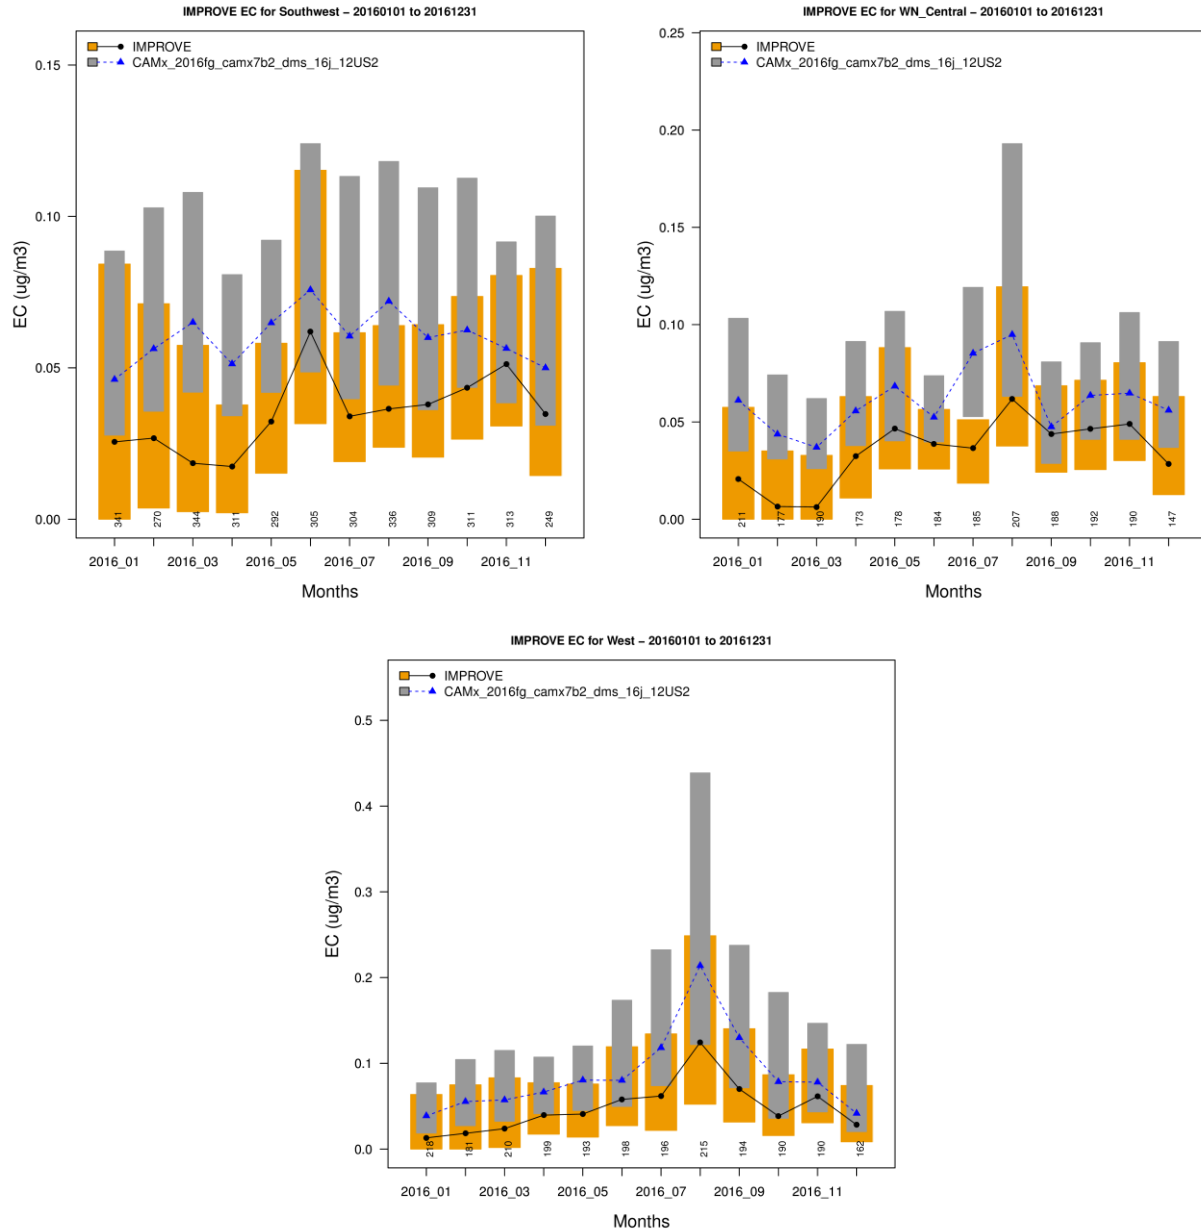 IMPROVE EC for Southwest − 20160101 to 20161231
IMPROVE
CAMx_2016fg_camx7b2_dms_16j_12US2
EC (ug/m3)
0.15
0.10
0.05
0.00
341 270 344 311 292 305 304 336 309 311 313 249
2016_01 2016_03 2016_05 2016_07 2016_09 2016_11
Months
IMPROVE EC for WN_Central − 20160101 to 20161231
IMPROVE
CAMx_2016fg_camx7b2_dms_16j_12US2
EC (ug/m3)
0.25
0.20
0.15
0.10
0.05
0.00
211 177 190 173 178 184 185 207 188 192 190 147
2016_01 2016_03 2016_05 2016_07 2016_09 2016_11
Months
IMPROVE EC for West − 20160101 to 20161231
IMPROVE
CAMx_2016fg_camx7b2_dms_16j_12US2
EC (ug/m3)
0.5
0.4
0.3
0.2
0.1
0.0
218 181 210 199 193 198 196 215 194 190 190 162
2016_01 2016_03 2016_05 2016_07 2016_09 2016_11
Months